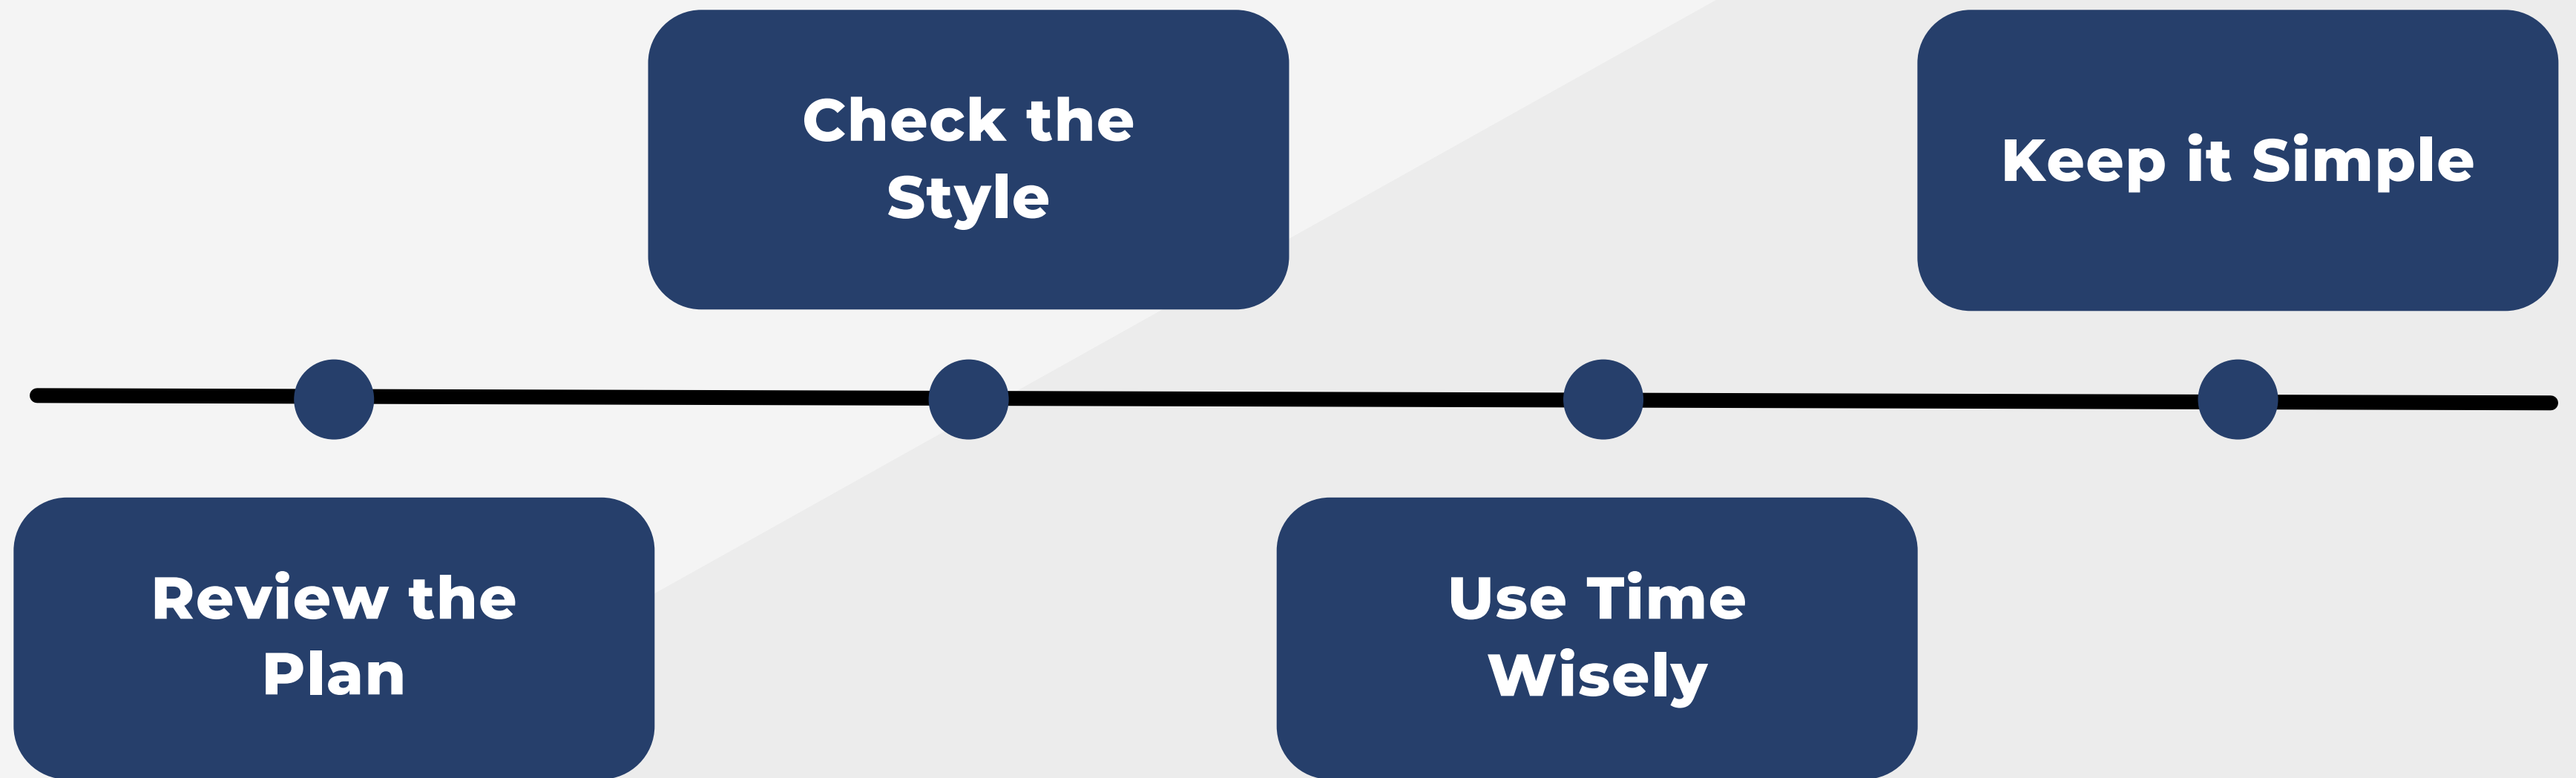 Check the
Style
Keep it Simple
Review the
Plan
Use Time
Wisely